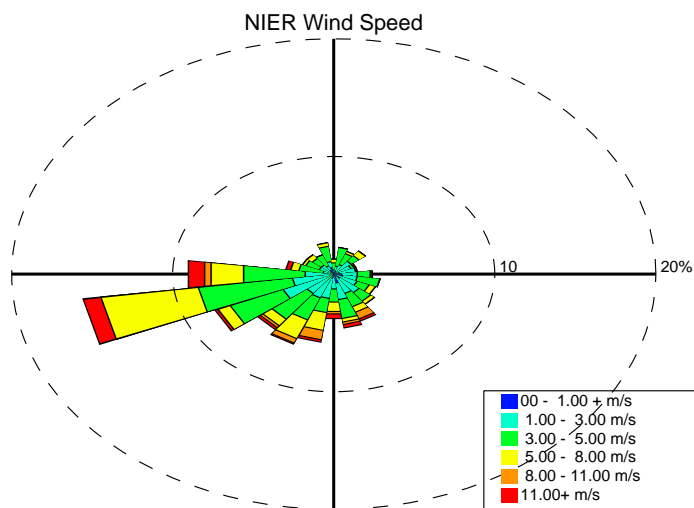 NIER Wind Speed
10
20%
00 - 1.00 + m/s
1.00 - 3.00 m/s
3.00 - 5.00 m/s
5.00 - 8.00 m/s
8.00 - 11.00 m/s
11.00+ m/s